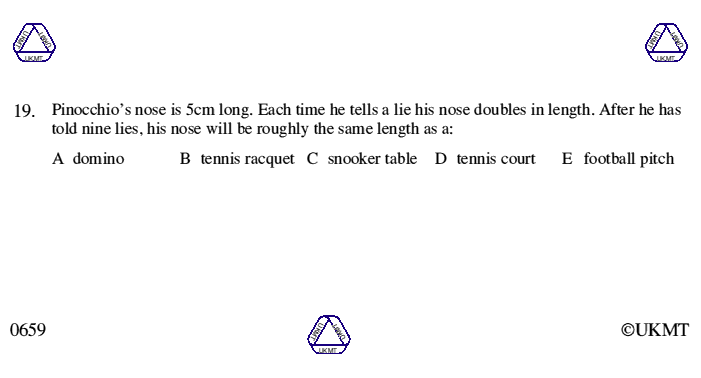 UKMT UKMT UKMT
UKMT UKMT UKMT
19. Pinocchio's nose is 5cm long. Each time he tells a lie his nose doubles in length. After he has
told nine lies, his nose will be roughly the same length as a:
A domino B tennis racquet C snooker table D tennis court E football pitch
0659
UKMT UKMT UKMT
©UKMT